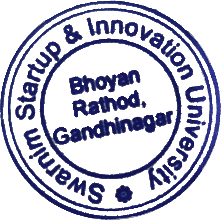 Swarnim Startup & Innovation University
Bhoyan
Rathod,
Gandhinagar